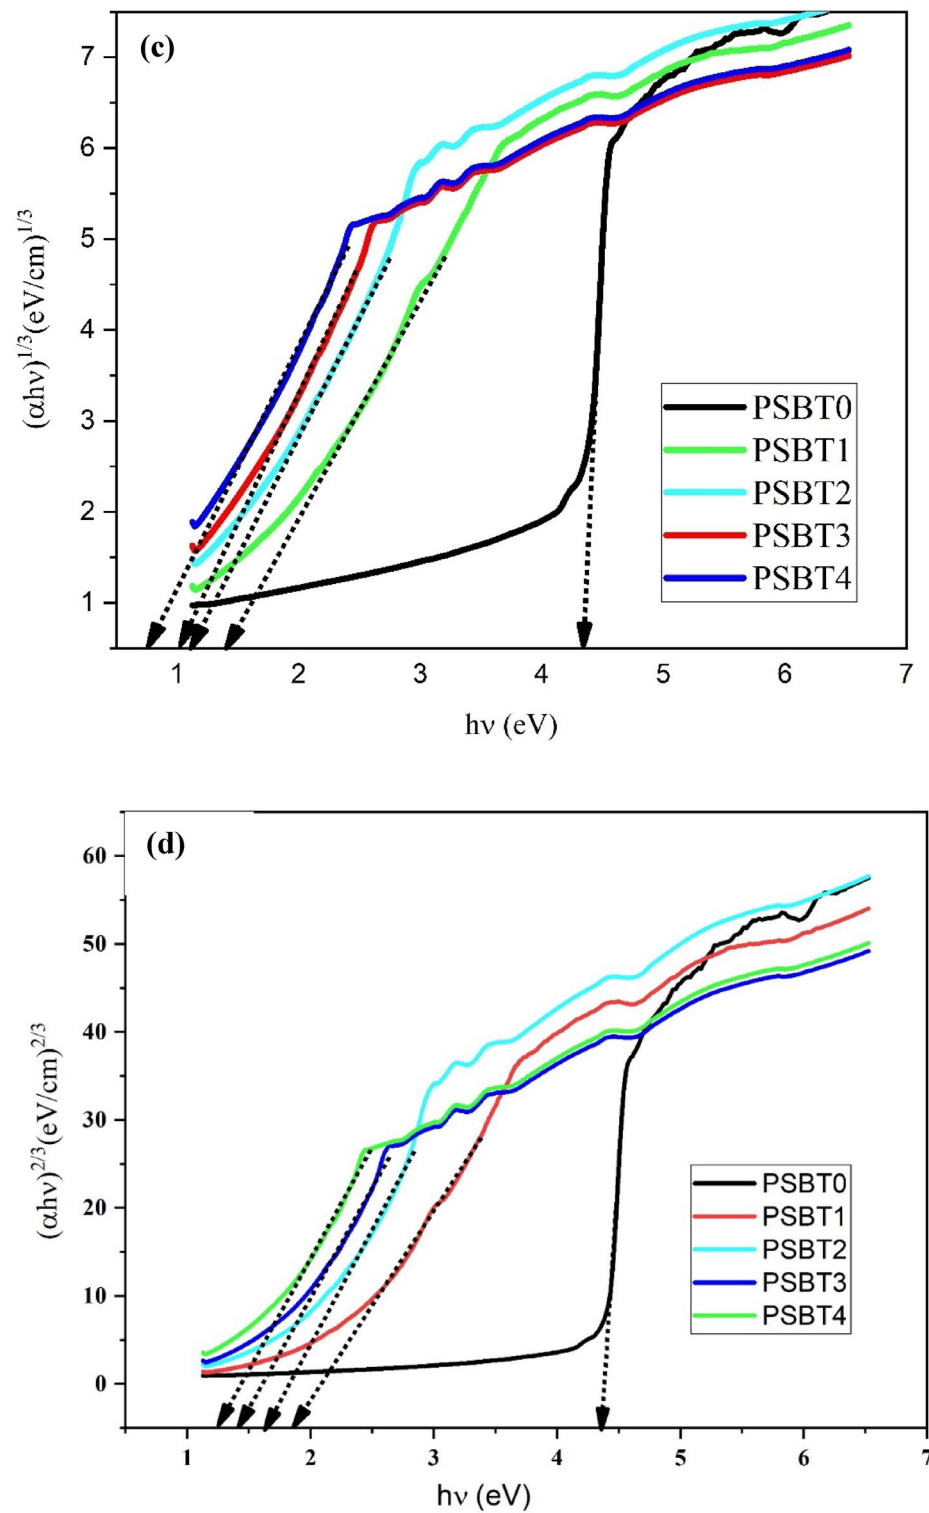 (c)
7
6
5
4
3
2
1
(αhν)1/3(eV/cm)1/3
PSBT0
PSBT1
PSBT2
PSBT3
PSBT4
1 2 3 4 5 6 7
hν (eV)
(d)
60
50
40
30
20
10
0
(αhν)2/3(eV/cm)2/3
PSBT0
PSBT1
PSBT2
PSBT3
PSBT4
1 2 3 4 5 6 7
hν (eV)